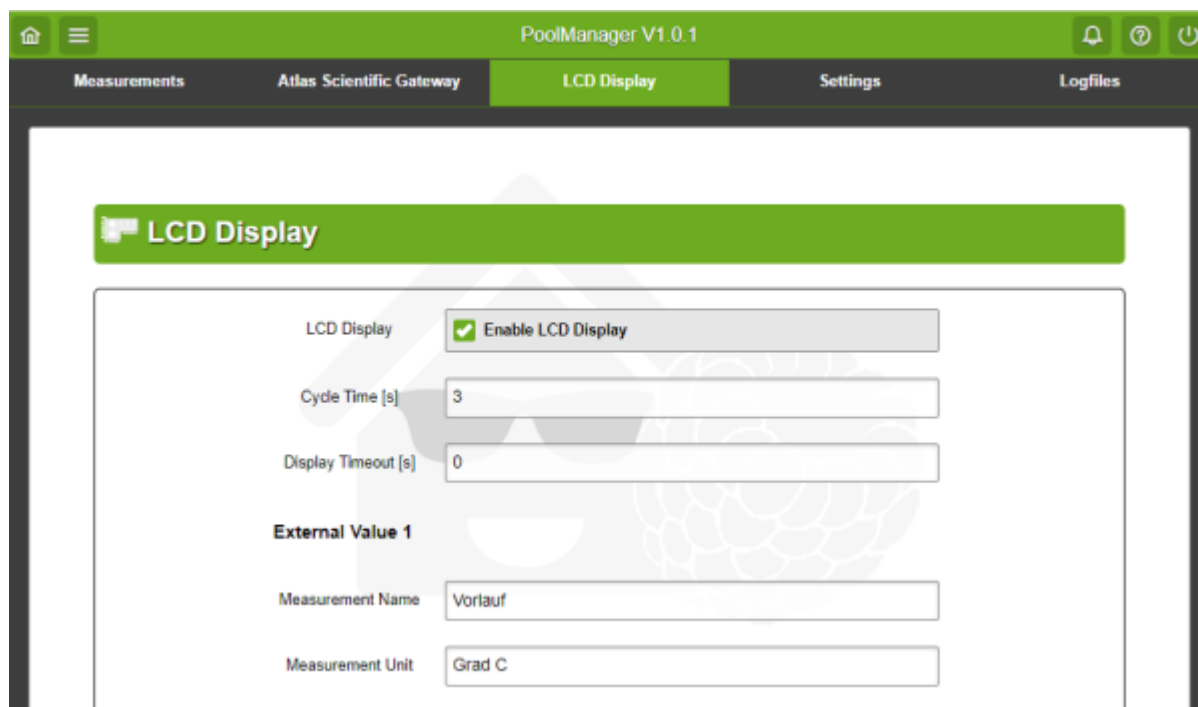 PoolManager V1.0.1
Measurements Atlas Scientific Gateway LCD Display Settings Logfiles
LCD Display
LCD Display Enable LCD Display
Cycle Time [s] 3
Display Timeout [s] 0
External Value 1
Measurement Name Vorlauf
Measurement Unit Grad C